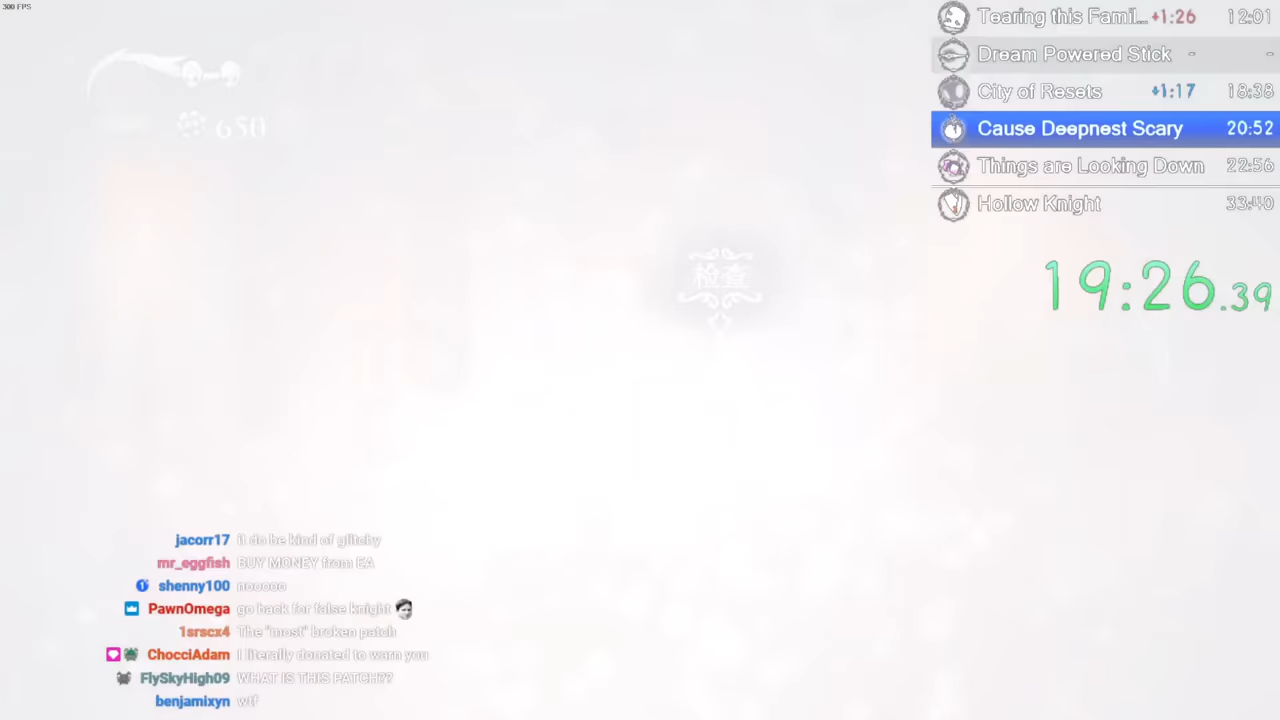 300 FPS
Tearing this Famil... +1:26 12:01
Dream Powered Stick - -
City of Resets +1:17 18:38
Cause Deepnest Scary 20:52
Things are Looking Down 22:56
Hollow Knight 33:40
650
检查
19:26.39
jacorr17 it do be kind of glitchy
mr_eggfish BUY MONEY from EA
shenny100 nooooo
PawnOmega go back for false knight
1srscx4 The "most" broken patch
ChocciAdam I literally donated to warn you
FlySkyHigh09 WHAT IS THIS PATCH??
benjamixyn wtf